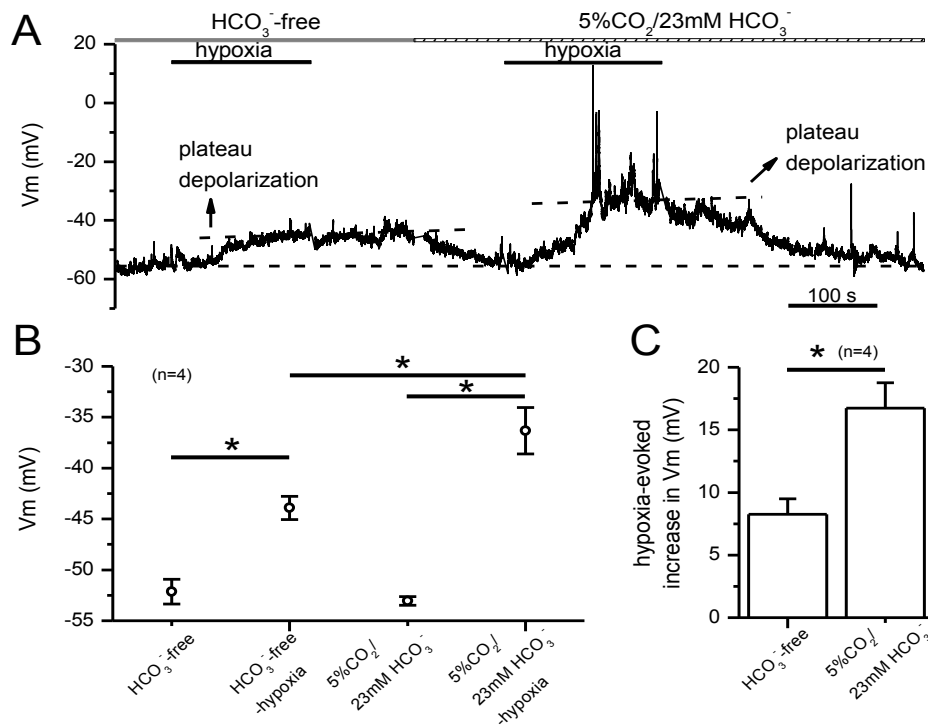 A
HCO₃⁻-free
5%CO₂/23mM HCO₃⁻
hypoxia
hypoxia
20
0
-20
-40
-60
Vm (mV)
plateau
depolarization
plateau
depolarization
100 s
B
-30
-35
-40
-45
-50
-55
Vm (mV)
(n=4)
*
*
*
HCO₃⁻-free
HCO₃⁻-free
-hypoxia
5%CO₂/
23mM HCO₃⁻
5%CO₂/
23mM HCO₃⁻
-hypoxia
C
20
15
10
5
0
hypoxia-evoked
increase in Vm (mV)
* (n=4)
HCO₃⁻-free
5%CO₂/
23mM HCO₃⁻